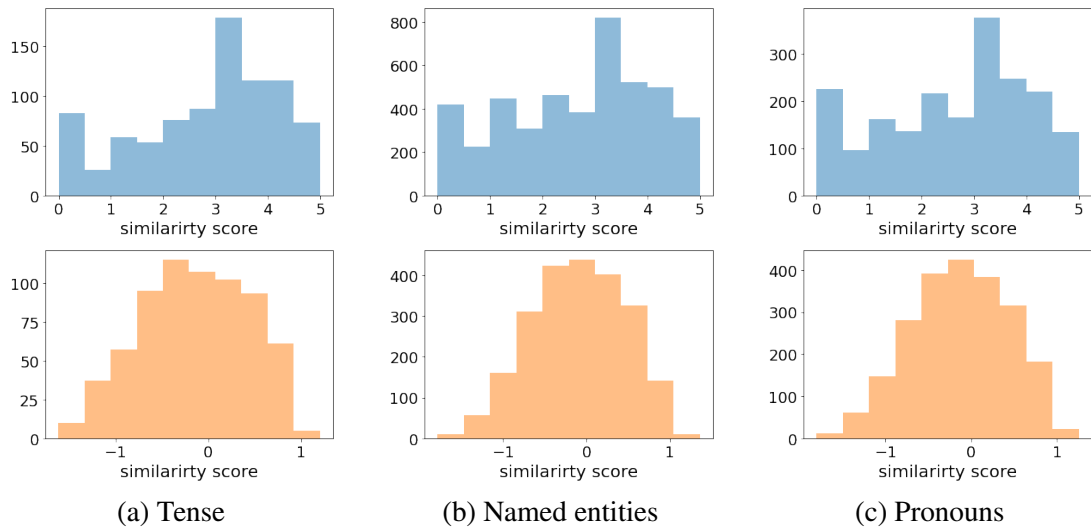 150
100
50
0
0 1 2 3 4 5
similarirty score
800
600
400
200
0
0 1 2 3 4 5
similarirty score
300
200
100
0
0 1 2 3 4 5
similarirty score
100
75
50
25
0
−1 0 1
similarirty score
400
300
200
100
0
−1 0 1
similarirty score
400
300
200
100
0
−1 0 1
similarirty score
(a) Tense
(b) Named entities
(c) Pronouns